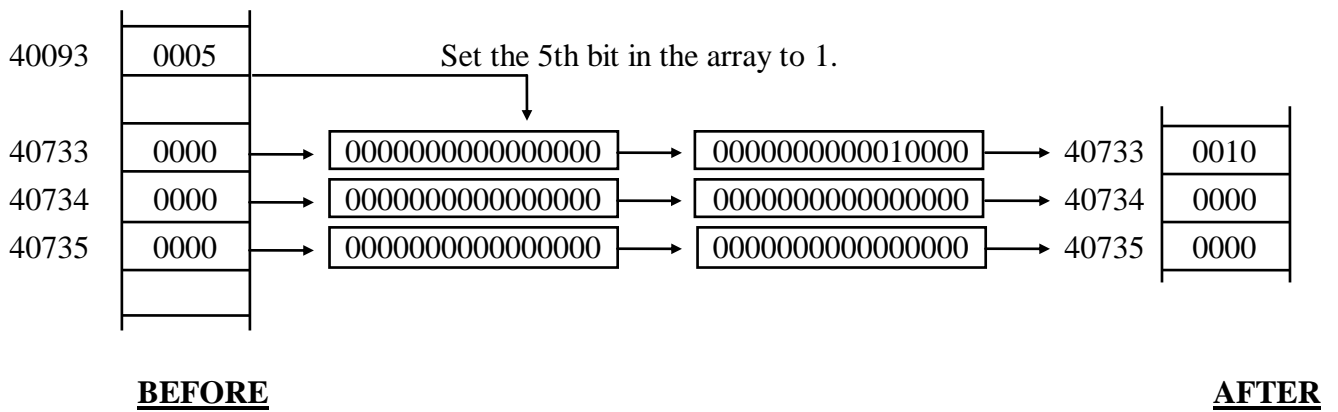 40093 0005 Set the 5th bit in the array to 1.
40733 0000 0000000000000000 0000000000010000 40733 0010
40734 0000 0000000000000000 0000000000000000 40734 0000
40735 0000 0000000000000000 0000000000000000 40735 0000
BEFORE AFTER